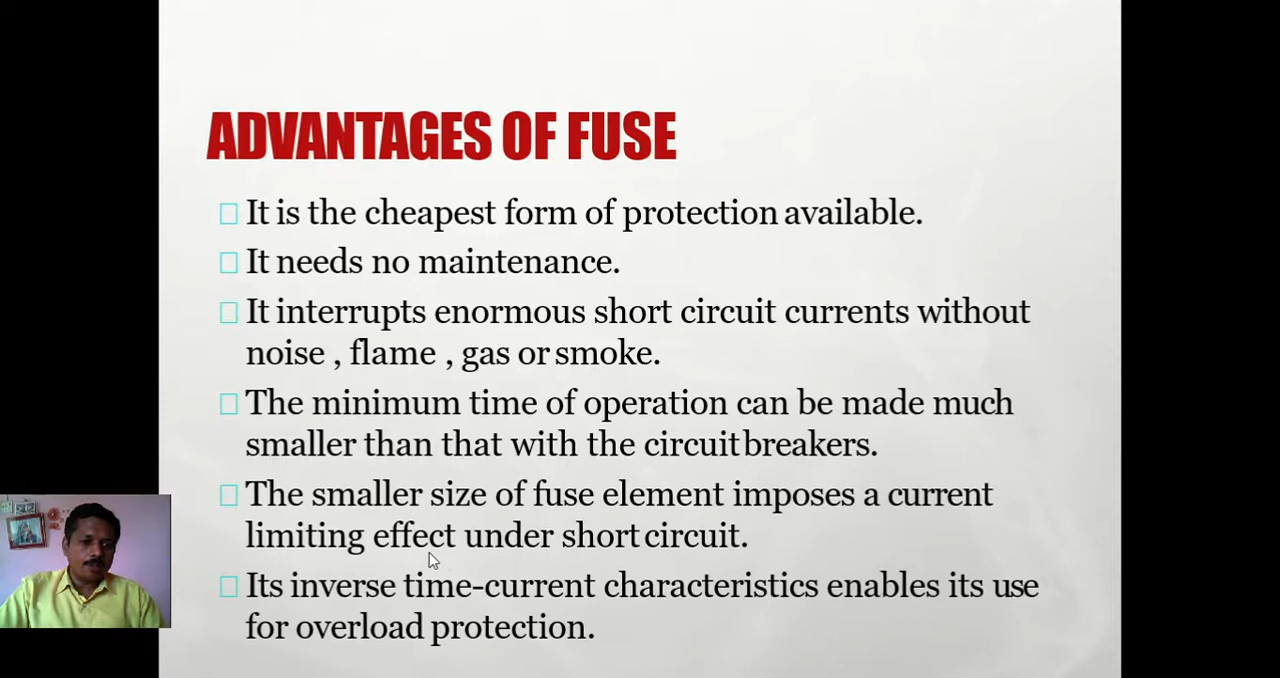 ADVANTAGES OF FUSE
It is the cheapest form of protection available.
It needs no maintenance.
It interrupts enormous short circuit currents without
noise , flame , gas or smoke.
The minimum time of operation can be made much
smaller than that with the circuit breakers.
The smaller size of fuse element imposes a current
limiting effect under short circuit.
Its inverse time-current characteristics enables its use
for overload protection.